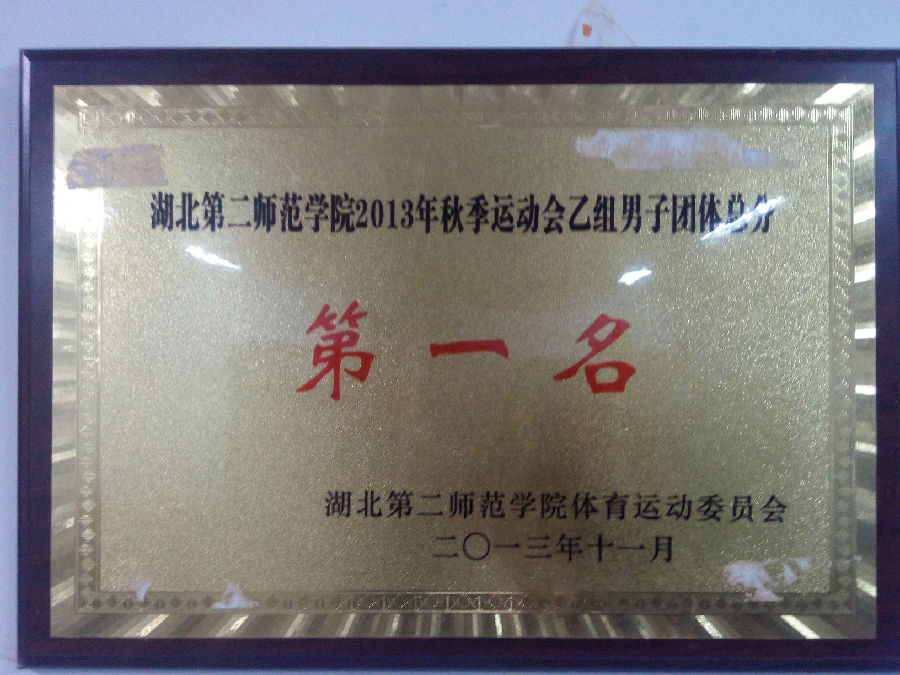 湖北第二师范学院2013年秋季运动会乙组男子团体总分
第一名
湖北第二师范学院体育运动委员会
二〇一三年十一月